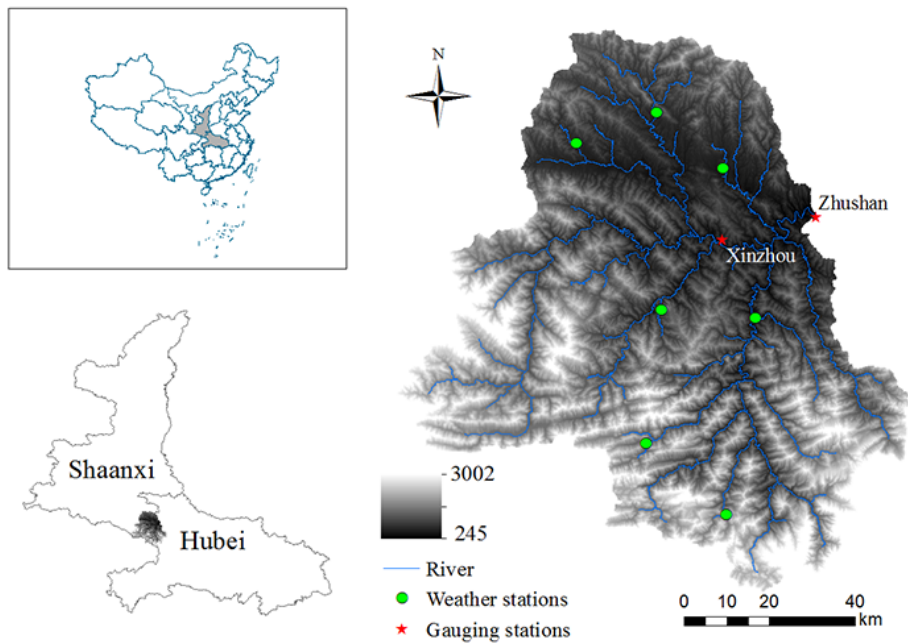 N
Zhushan
Xinzhou
Shaanxi
Hubei
3002
245
River
Weather stations
Gauging stations
0 10 20 40
km